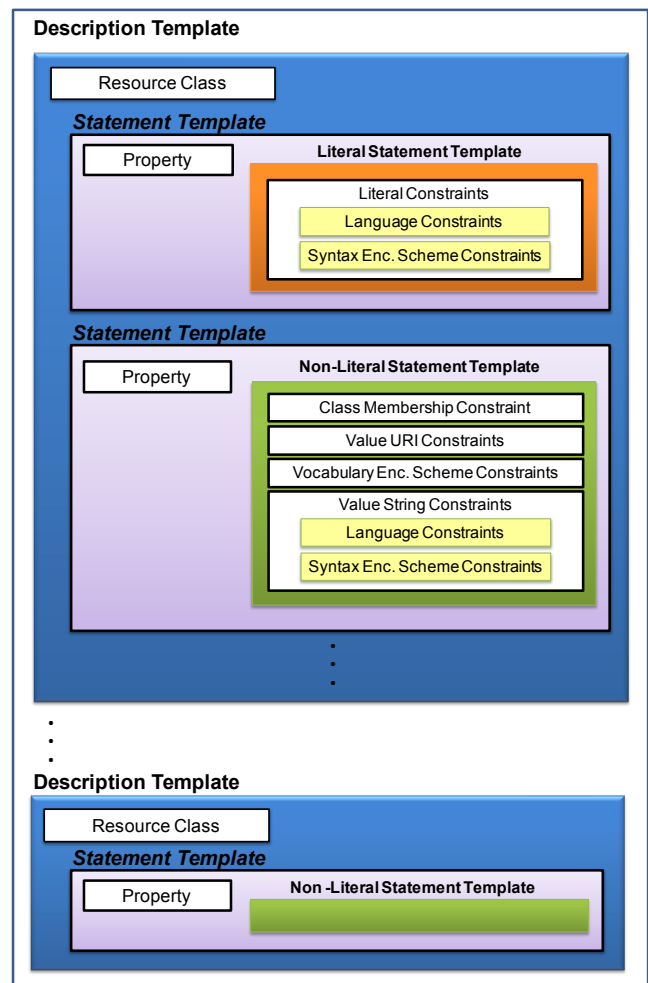 Description Template
Resource Class
Statement Template
Property
Literal Statement Template
Literal Constraints
Language Constraints
Syntax Enc. Scheme Constraints
Statement Template
Property
Non-Literal Statement Template
Class Membership Constraint
Value URI Constraints
Vocabulary Enc. Scheme Constraints
Value String Constraints
Language Constraints
Syntax Enc. Scheme Constraints
.
.
.
.
.
.
Description Template
Resource Class
Statement Template
Property
Non -Literal Statement Template